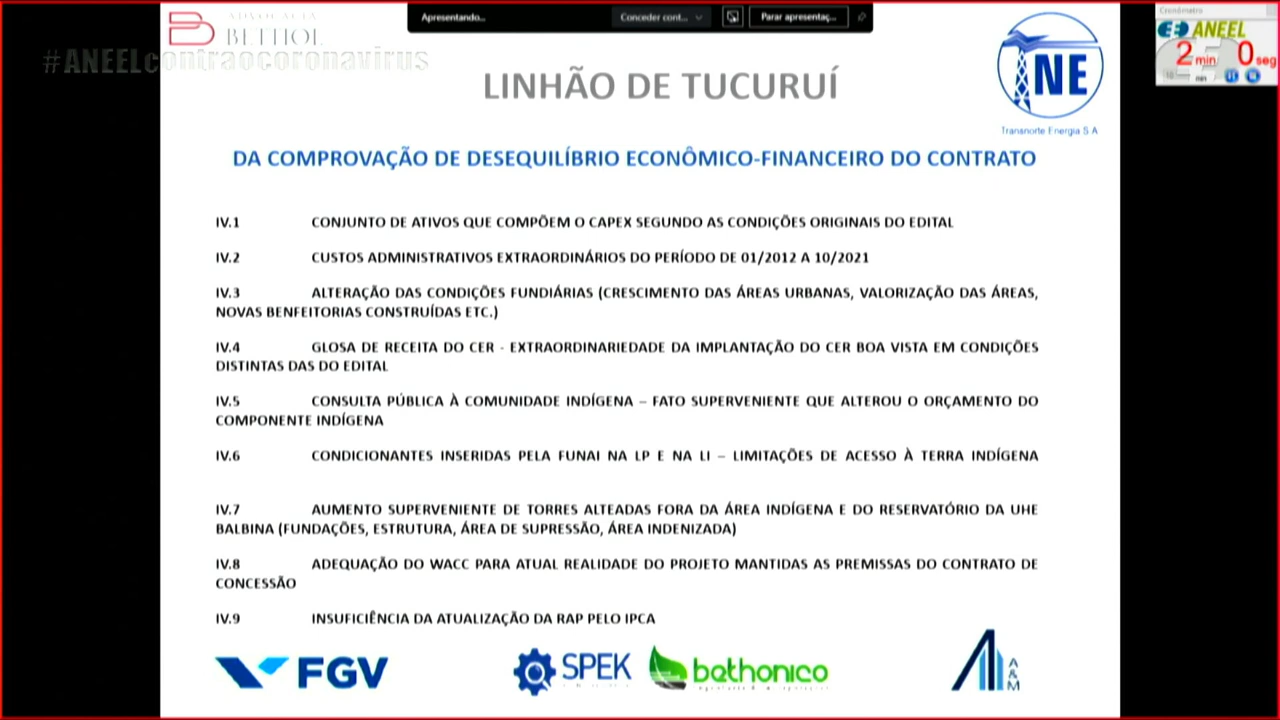 Apresentando...
Conceder cont...
Parar apresentaç...
Cronômetro
ADVOCACIA
BETTIOL
#ANEELcontraocoronavírus
ANEEL
2 min 0 seg
min
LINHÃO DE TUCURUÍ
TNE
Transnorte Energia S A
DA COMPROVAÇÃO DE DESEQUILÍBRIO ECONÔMICO-FINANCEIRO DO CONTRATO
IV.1 CONJUNTO DE ATIVOS QUE COMPÕEM O CAPEX SEGUNDO AS CONDIÇÕES ORIGINAIS DO EDITAL
IV.2 CUSTOS ADMINISTRATIVOS EXTRAORDINÁRIOS DO PERÍODO DE 01/2012 A 10/2021
IV.3 ALTERAÇÃO DAS CONDIÇÕES FUNDIÁRIAS (CRESCIMENTO DAS ÁREAS URBANAS, VALORIZAÇÃO DAS ÁREAS,
NOVAS BENFEITORIAS CONSTRUÍDAS ETC.)
IV.4 GLOSA DE RECEITA DO CER - EXTRAORDINARIEDADE DA IMPLANTAÇÃO DO CER BOA VISTA EM CONDIÇÕES
DISTINTAS DAS DO EDITAL
IV.5 CONSULTA PÚBLICA À COMUNIDADE INDÍGENA – FATO SUPERVENIENTE QUE ALTEROU O ORÇAMENTO DO
COMPONENTE INDÍGENA
IV.6 CONDICIONANTES INSERIDAS PELA FUNAI NA LP E NA LI – LIMITAÇÕES DE ACESSO À TERRA INDÍGENA
IV.7 AUMENTO SUPERVENIENTE DE TORRES ALTEADAS FORA DA ÁREA INDÍGENA E DO RESERVATÓRIO DA UHE
BALBINA (FUNDAÇÕES, ESTRUTURA, ÁREA DE SUPRESSÃO, ÁREA INDENIZADA)
IV.8 ADEQUAÇÃO DO WACC PARA ATUAL REALIDADE DO PROJETO MANTIDAS AS PREMISSAS DO CONTRATO DE
CONCESSÃO
IV.9 INSUFICIÊNCIA DA ATUALIZAÇÃO DA RAP PELO IPCA
FGV
SPEK
bethonico
A&M